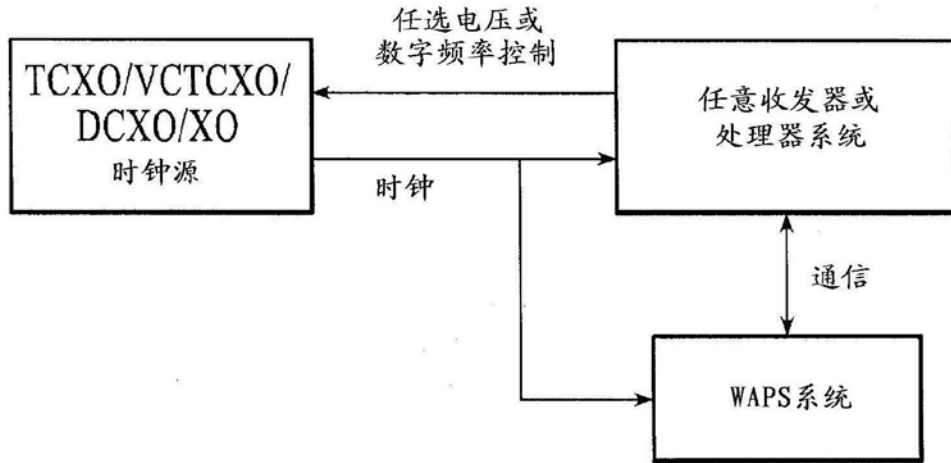 任选电压或
数字频率控制
TCXO/VCTCXO/
DCXO/XO
时钟源
任意收发器或
处理器系统
时钟
通信
WAPS系统